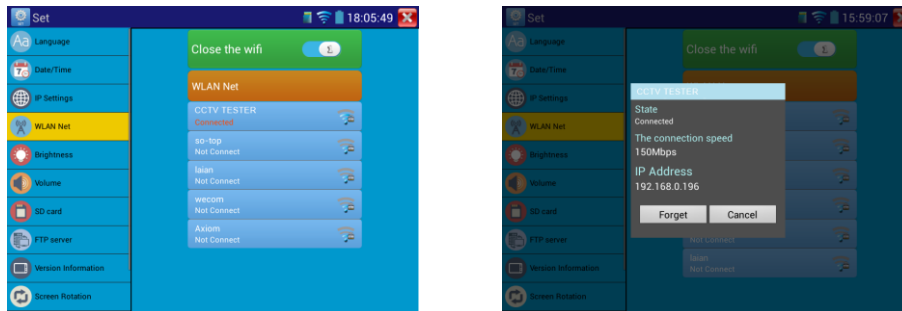 Set
18:05:49
Language
Date/Time
IP Settings
WLAN Net
Brightness
Volume
SD card
FTP server
Version Information
Screen Rotation
Close the wifi
WLAN Net
CCTV TESTER
Connected
so-top
Not Connect
laian
Not Connect
wecom
Not Connect
Axiom
Not Connect
Set
15:59:07
Language
Date/Time
IP Settings
WLAN Net
Brightness
Volume
SD card
FTP server
Version Information
Screen Rotation
Close the wifi
CCTV TESTER
State
Connected
The connection speed
150Mbps
IP Address
192.168.0.196
Forget Cancel
Not Connect
laian
Not Connect